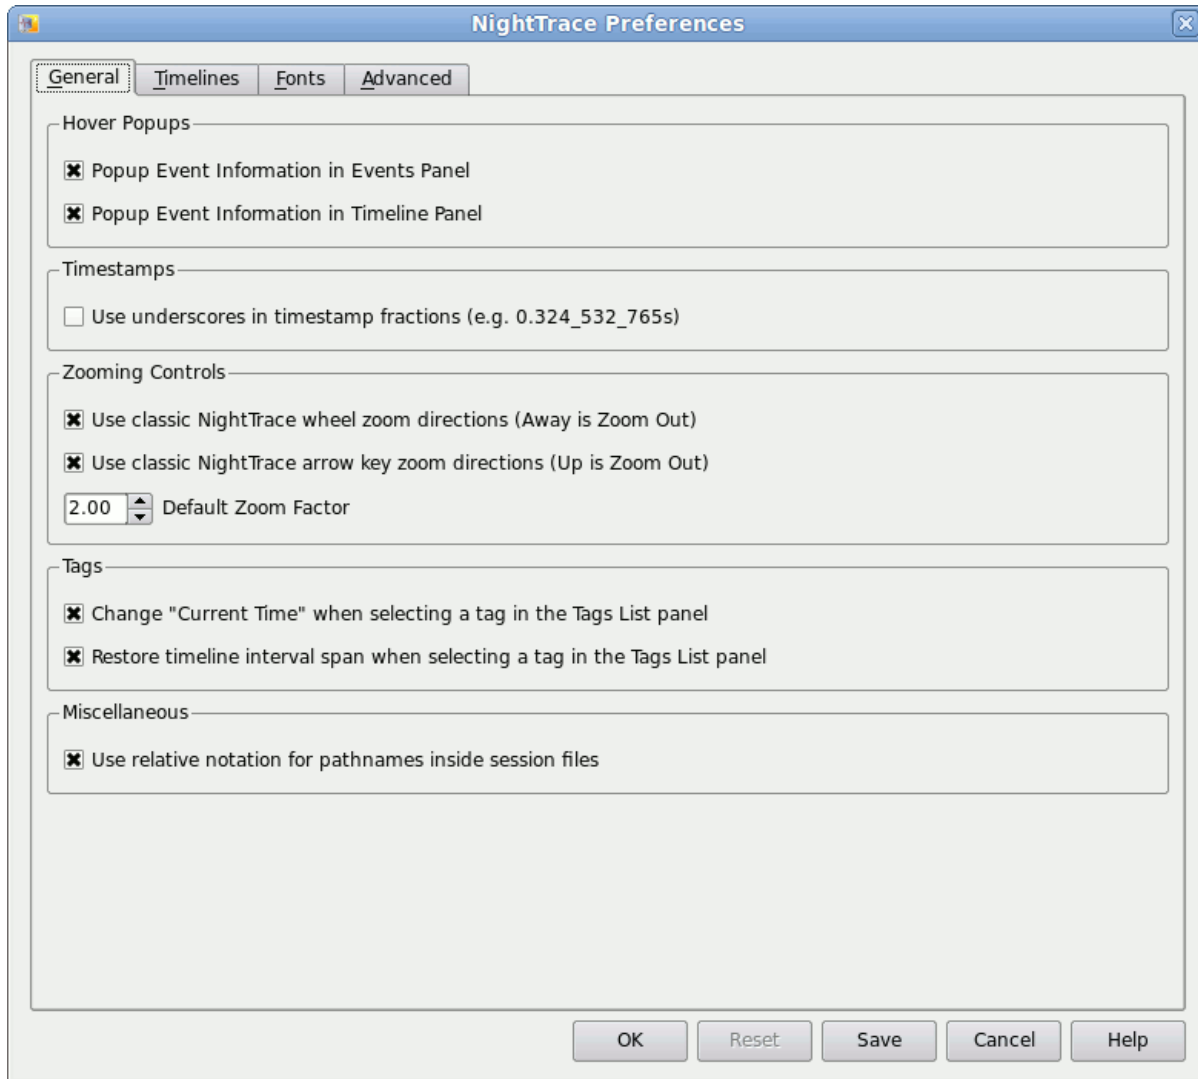 NightTrace Preferences
General Timelines Fonts Advanced
Hover Popups
Popup Event Information in Events Panel
Popup Event Information in Timeline Panel
Timestamps
Use underscores in timestamp fractions (e.g. 0.324_532_765s)
Zooming Controls
Use classic NightTrace wheel zoom directions (Away is Zoom Out)
Use classic NightTrace arrow key zoom directions (Up is Zoom Out)
2.00 Default Zoom Factor
Tags
Change "Current Time" when selecting a tag in the Tags List panel
Restore timeline interval span when selecting a tag in the Tags List panel
Miscellaneous
Use relative notation for pathnames inside session files
OK Reset Save Cancel Help